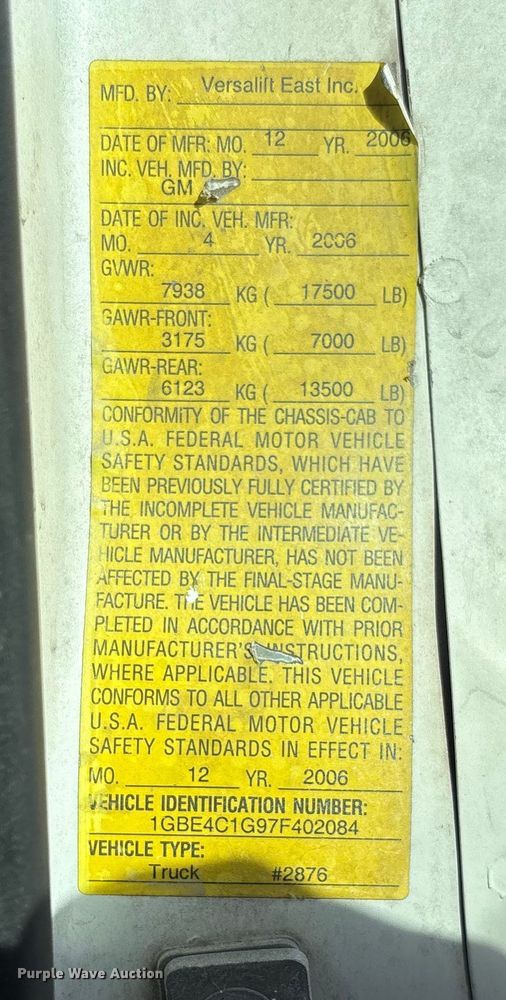 MFD. BY: Versalift East Inc.
DATE OF MFR: MO. 12 YR. 2006
INC. VEH. MFD. BY:
GM
DATE OF INC. VEH. MFR:
MO. 4 YR. 2006
GVWR:
7938 KG ( 17500 LB)
GAWR-FRONT:
3175 KG ( 7000 LB)
GAWR-REAR:
6123 KG ( 13500 LB)
CONFORMITY OF THE CHASSIS-CAB TO
U.S.A. FEDERAL MOTOR VEHICLE
SAFETY STANDARDS, WHICH HAVE
BEEN PREVIOUSLY FULLY CERTIFIED BY
THE INCOMPLETE VEHICLE MANUFAC-
TURER OR BY THE INTERMEDIATE VE-
HICLE MANUFACTURER, HAS NOT BEEN
AFFECTED BY THE FINAL-STAGE MANU-
FACTURE. THE VEHICLE HAS BEEN COM-
PLETED IN ACCORDANCE WITH PRIOR
MANUFACTURER'S INSTRUCTIONS,
WHERE APPLICABLE. THIS VEHICLE
CONFORMS TO ALL OTHER APPLICABLE
U.S.A. FEDERAL MOTOR VEHICLE
SAFETY STANDARDS IN EFFECT IN:
MO. 12 YR. 2006
VEHICLE IDENTIFICATION NUMBER:
1GBE4C1G97F402084
VEHICLE TYPE:
Truck #2876
Purple Wave Auction